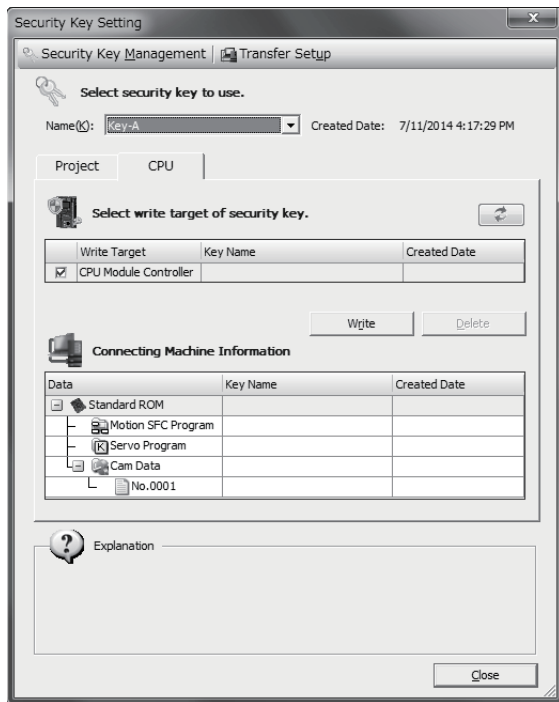 Security Key Setting
Security Key Management Transfer Setup
Select security key to use.
Name(K): Key-A Created Date: 7/11/2014 4:17:29 PM
Project CPU
Select write target of security key.
Write Target Key Name Created Date
CPU Module Controller
Write Delete
Connecting Machine Information
Data Key Name Created Date
Standard ROM
Motion SFC Program
K Servo Program
Cam Data
No.0001
? Explanation
Close